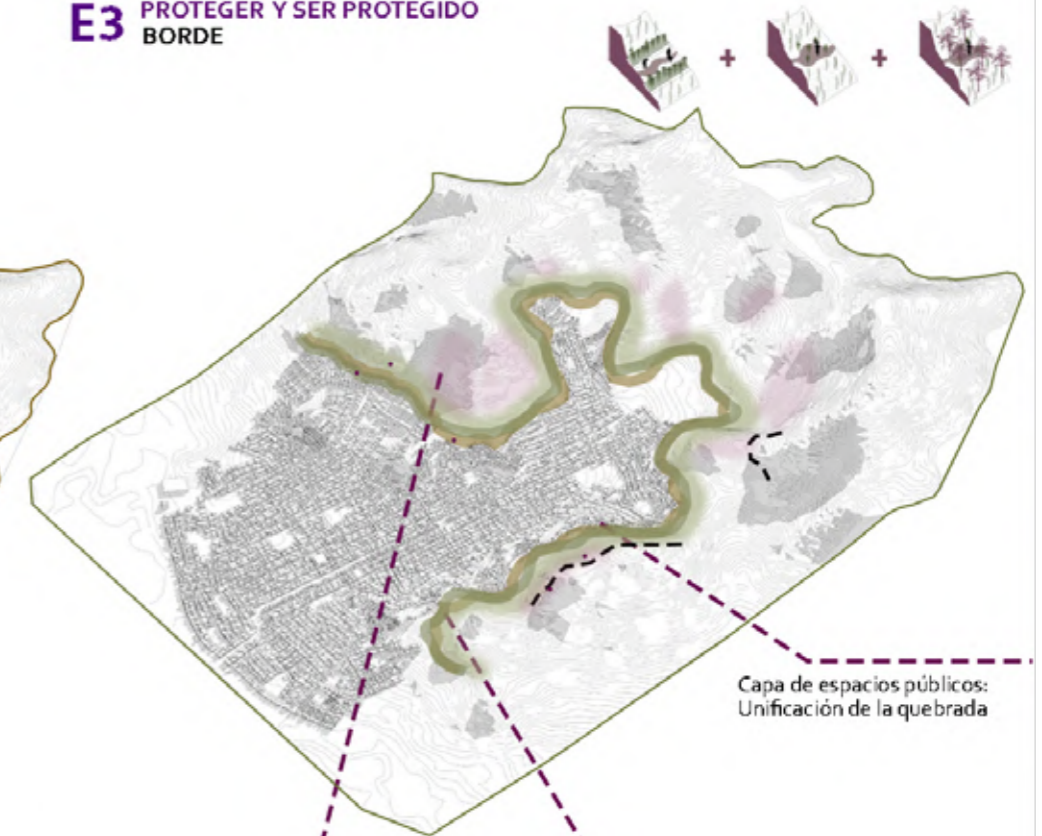 E3 PROTEGER Y SER PROTEGIDO
BORDE
+ +
Capa de espacios públicos:
Unificación de la quebrada